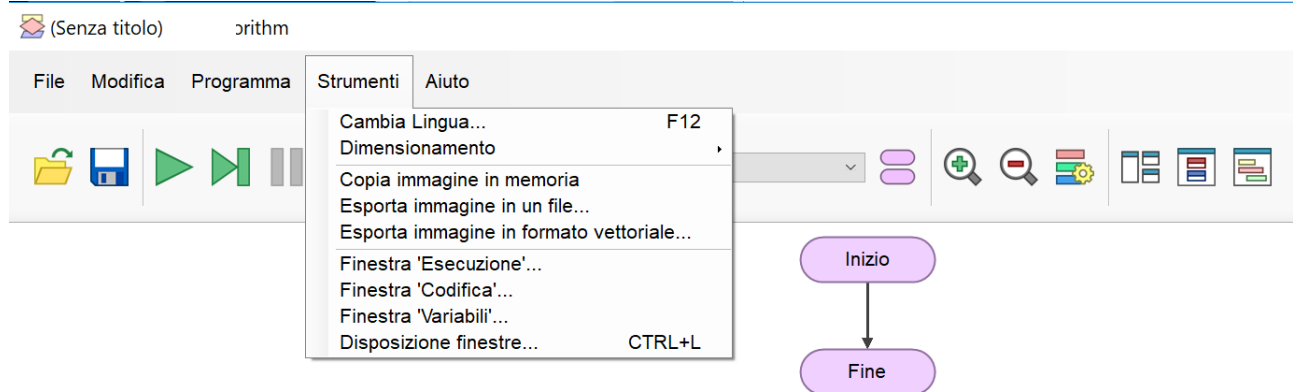 (Senza titolo) orithm
File Modifica Programma Strumenti Aiuto
Cambia Lingua... F12
Dimensionamento
Copia immagine in memoria
Esporta immagine in un file...
Esporta immagine in formato vettoriale...
Finestra 'Esecuzione'...
Finestra 'Codifica'...
Finestra 'Variabili'...
Disposizione finestre... CTRL+L
Inizio
Fine